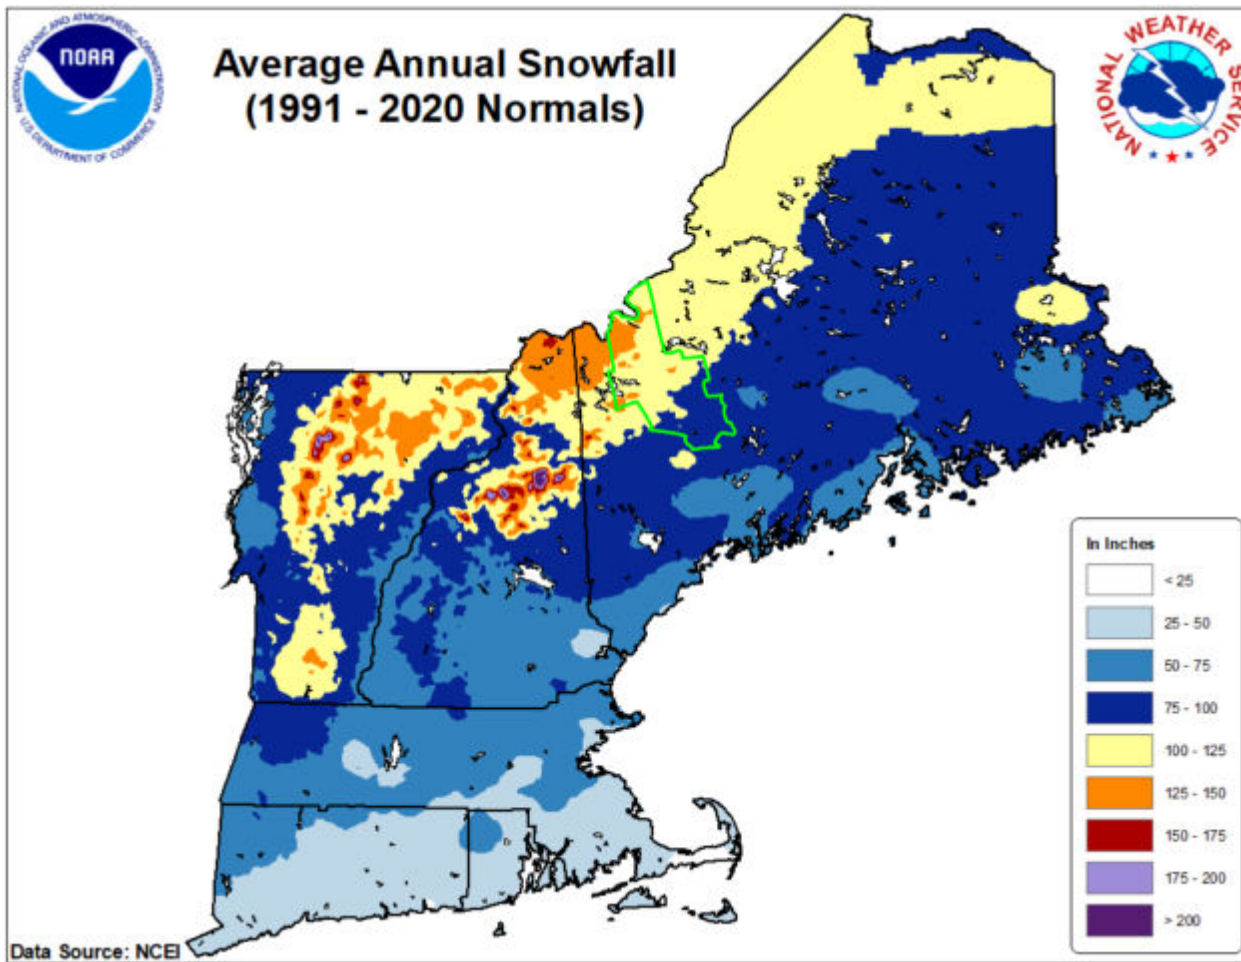 NATIONAL OCEANIC AND ATMOSPHERIC ADMINISTRATION
NOAA
U.S. DEPARTMENT OF COMMERCE
Average Annual Snowfall
(1991 - 2020 Normals)
NATIONAL WEATHER SERVICE
In Inches
< 25
25 - 50
50 - 75
75 - 100
100 - 125
125 - 150
150 - 175
175 - 200
> 200
Data Source: NCEI